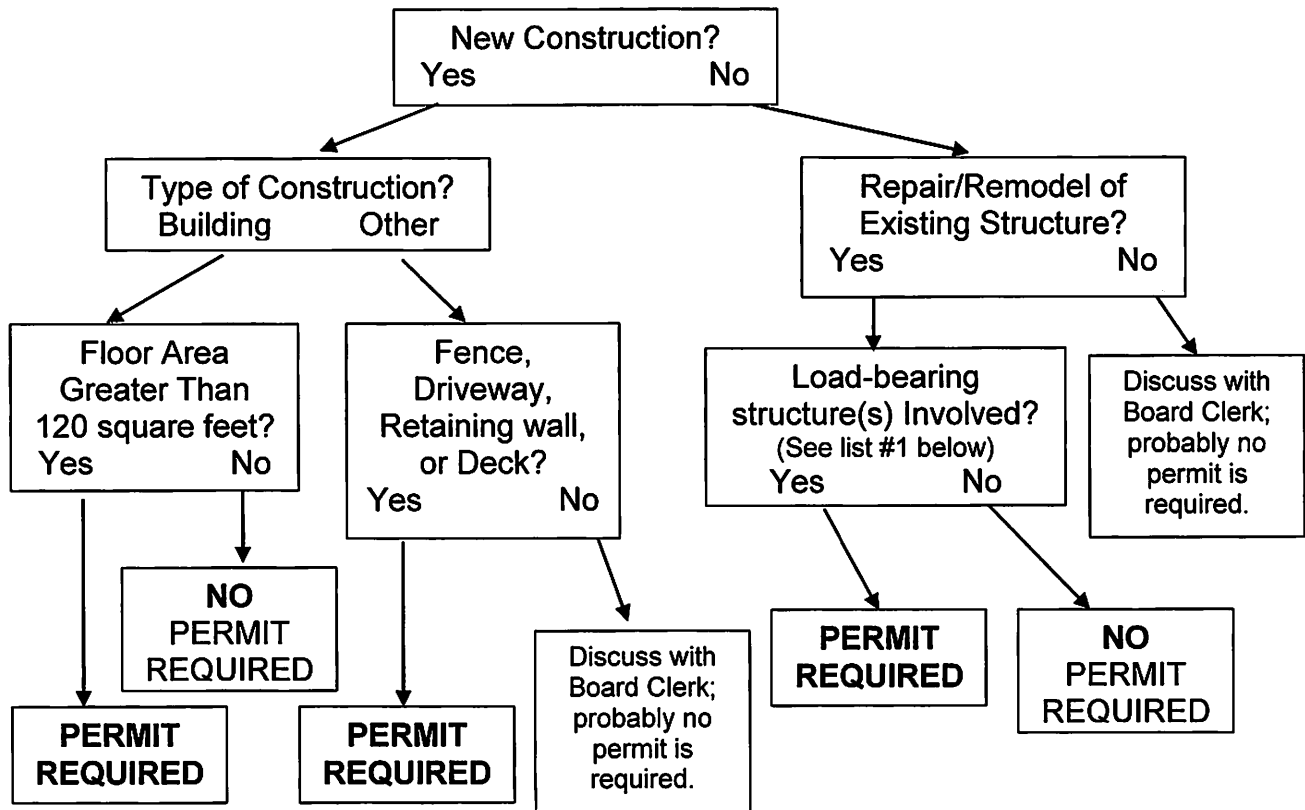 New Construction?
Yes No
Type of Construction?
Building Other
Repair/Remodel of
Existing Structure?
Yes No
Floor Area
Greater Than
120 square feet?
Yes No
Fence,
Driveway,
Retaining wall,
or Deck?
Yes No
Load-bearing
structure(s) Involved?
(See list #1 below)
Yes No
Discuss with
Board Clerk;
probably no
permit is
required.
NO
PERMIT
REQUIRED
PERMIT
REQUIRED
PERMIT
REQUIRED
Discuss with
Board Clerk;
probably no
permit is
required.
PERMIT
REQUIRED
NO
PERMIT
REQUIRED